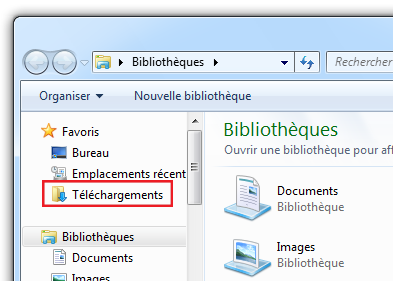 Bibliothèques
Rechercher
Organiser
Nouvelle bibliothèque
Favoris
Bureau
Emplacements récent
Téléchargements
Bibliothèques
Documents
Images
Bibliothèques
Ouvrir une bibliothèque pour aff
Documents
Bibliothèque
Images
Bibliothèque